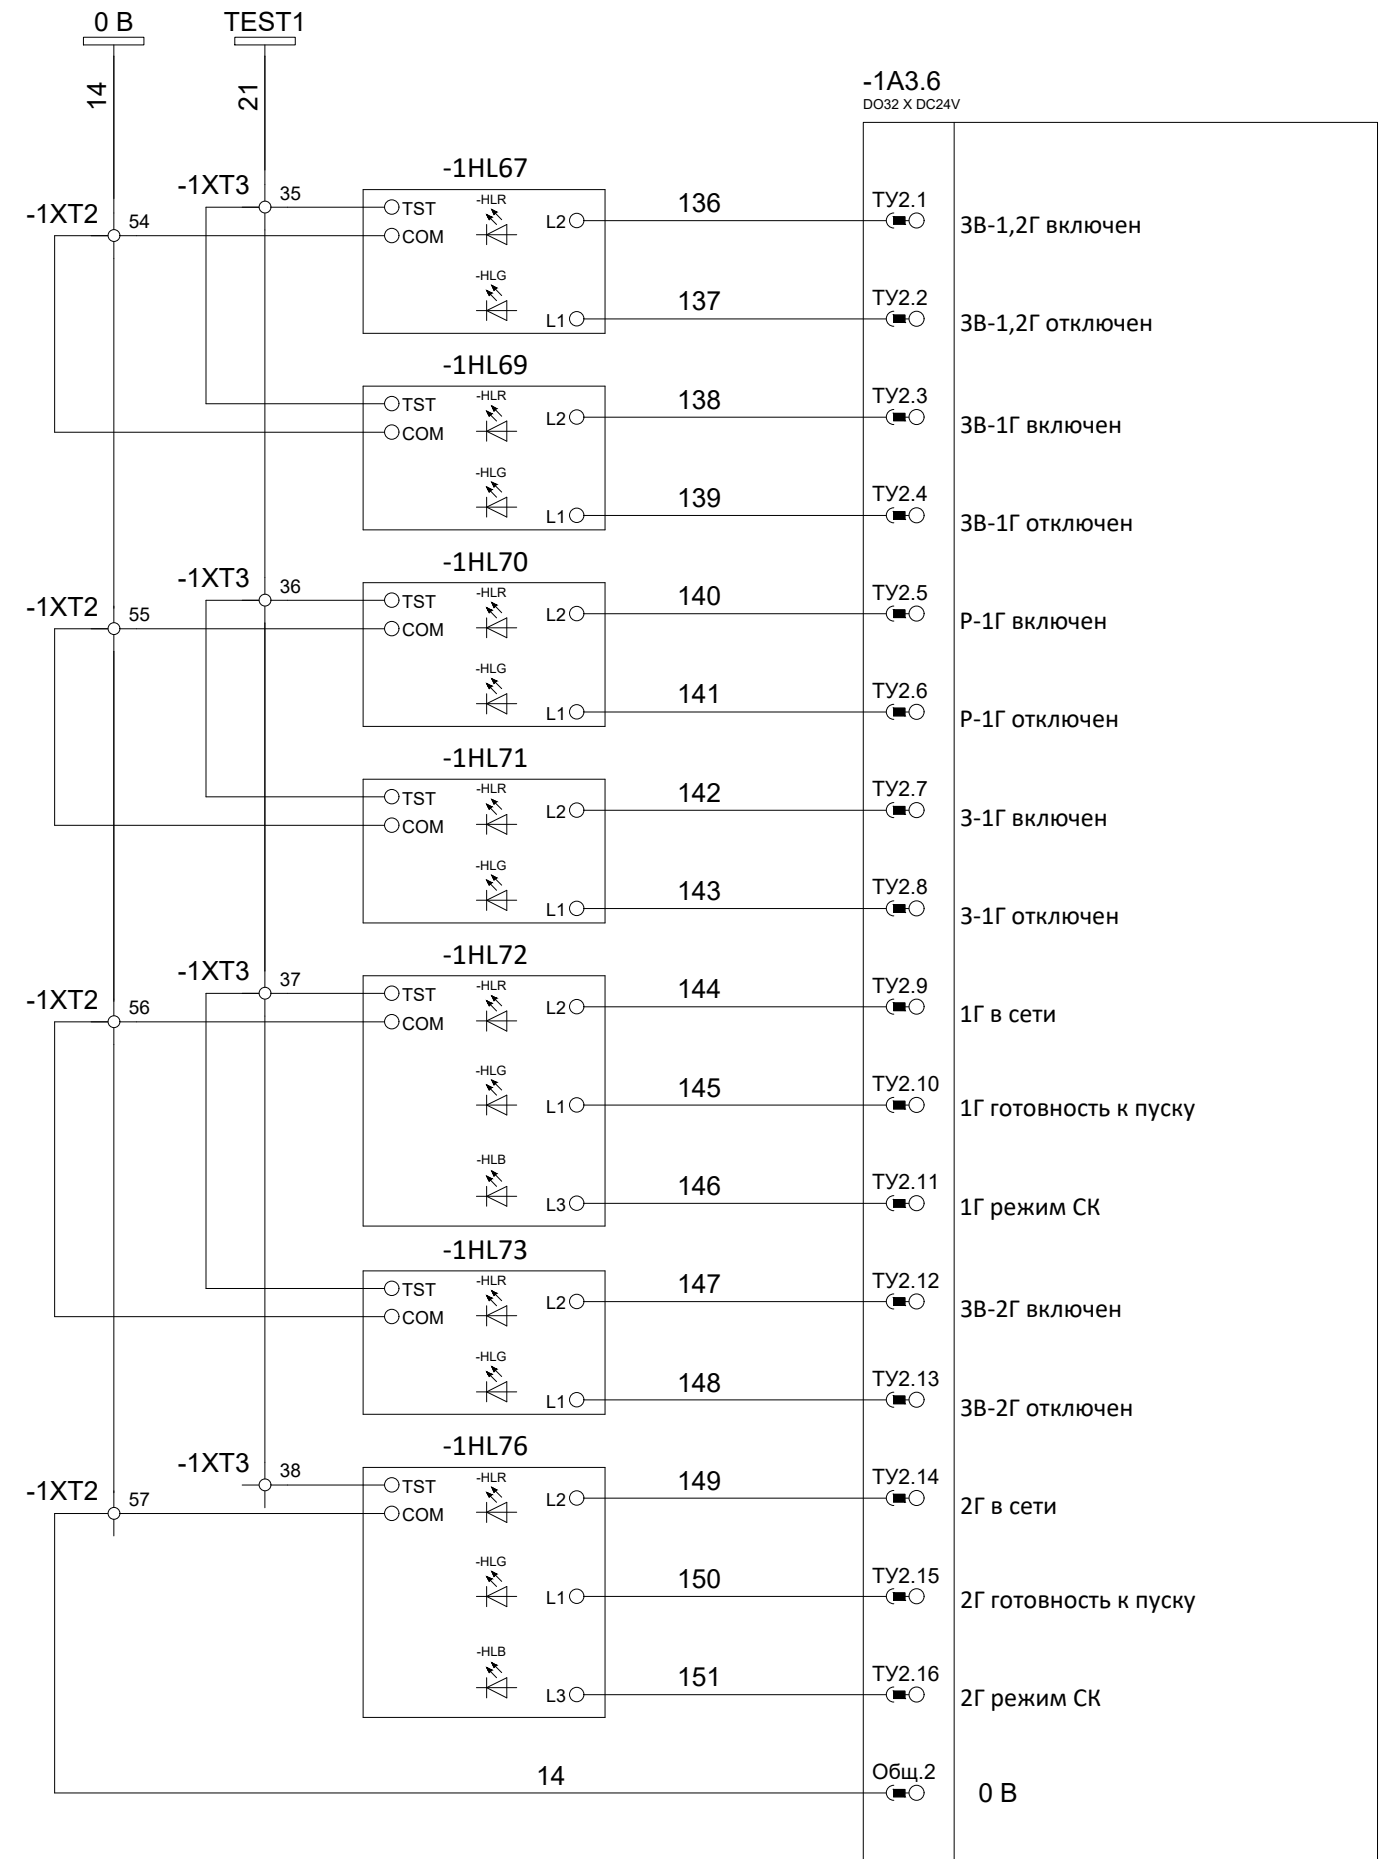 0 В
TEST1
14
21
-1A3.6
DO32 X DC24V
-1HL67
-1XT3
35
-1XT2
54
TST
COM
-HLR
L2
136
ТУ2.1
ЗВ-1,2Г включен
-HLG
L1
137
ТУ2.2
ЗВ-1,2Г отключен
-1HL69
TST
COM
-HLR
L2
138
ТУ2.3
ЗВ-1Г включен
-HLG
L1
139
ТУ2.4
ЗВ-1Г отключен
-1HL70
-1XT3
36
-1XT2
55
TST
COM
-HLR
L2
140
ТУ2.5
Р-1Г включен
-HLG
L1
141
ТУ2.6
Р-1Г отключен
-1HL71
TST
COM
-HLR
L2
142
ТУ2.7
З-1Г включен
-HLG
L1
143
ТУ2.8
З-1Г отключен
-1HL72
-1XT3
37
-1XT2
56
TST
COM
-HLR
L2
144
ТУ2.9
1Г в сети
-HLG
L1
145
ТУ2.10
1Г готовность к пуску
-HLB
L3
146
ТУ2.11
1Г режим СК
-1HL73
TST
COM
-HLR
L2
147
ТУ2.12
ЗВ-2Г включен
-HLG
L1
148
ТУ2.13
ЗВ-2Г отключен
-1HL76
-1XT3
38
-1XT2
57
TST
COM
-HLR
L2
149
ТУ2.14
2Г в сети
-HLG
L1
150
ТУ2.15
2Г готовность к пуску
-HLB
L3
151
ТУ2.16
2Г режим СК
14
Общ.2
0 В